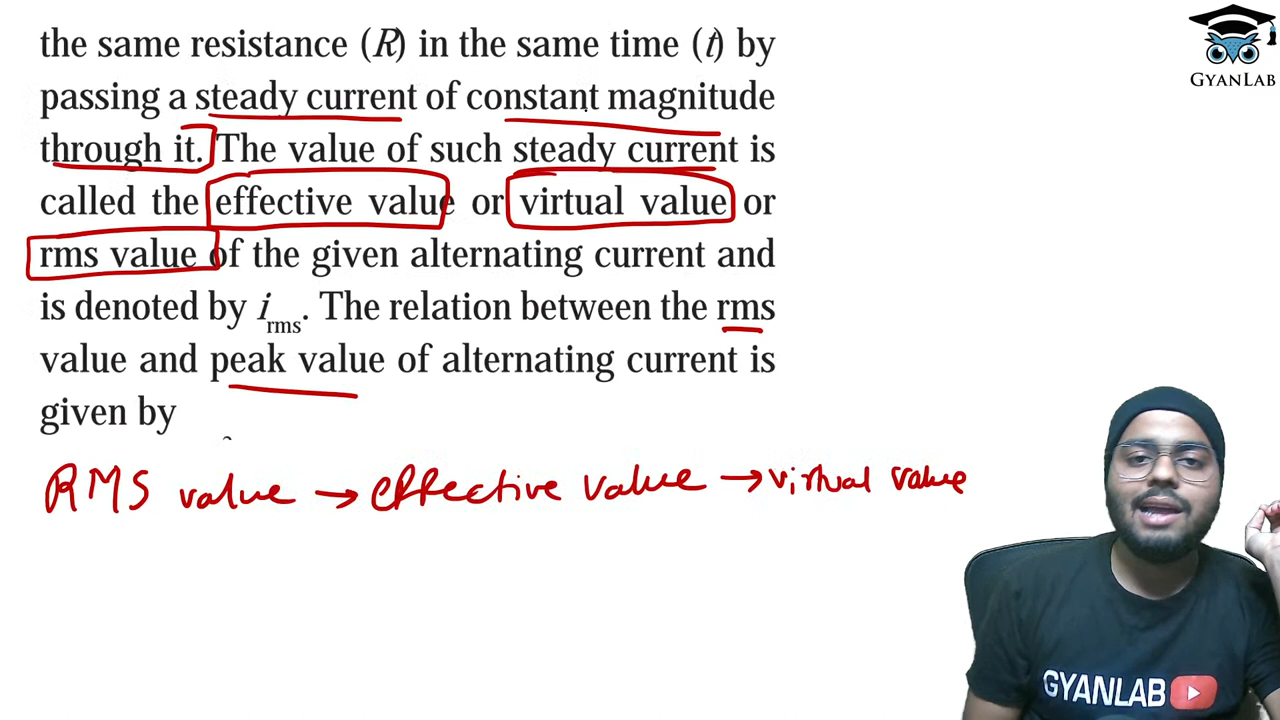 the same resistance (R) in the same time (t) by
passing a steady current of constant magnitude
through it. The value of such steady current is
called the effective value or virtual value or
rms value of the given alternating current and
is denoted by irms. The relation between the rms
value and peak value of alternating current is
given by
RMS value → effective value → virtual value
GYANLAB
GYANLAB